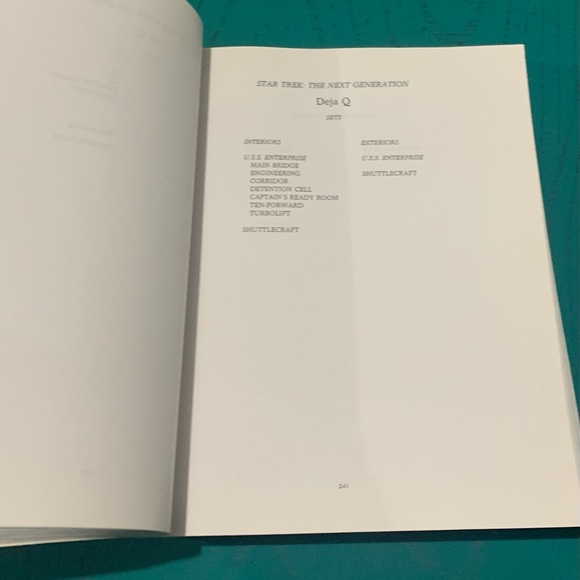 STAR TREK: THE NEXT GENERATION
Deja Q
SETS
INTERIORS
U.S.S. ENTERPRISE
MAIN BRIDGE
ENGINEERING
CORRIDOR
DETENTION CELL
CAPTAIN'S READY ROOM
TEN-FORWARD
TURBOLIFT
SHUTTLECRAFT
EXTERIORS
U.S.S. ENTERPRISE
SHUTTLECRAFT